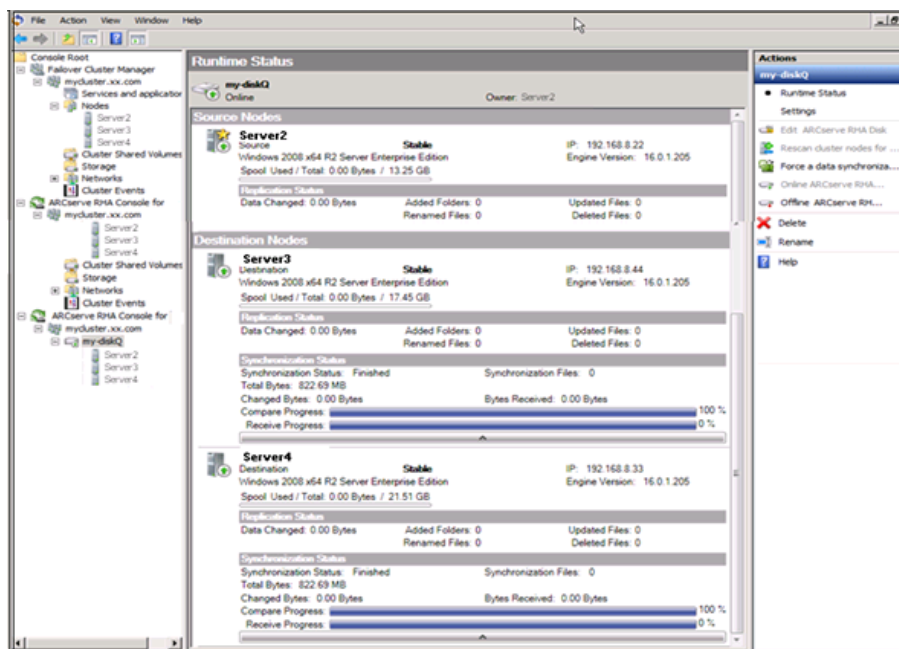 File Action View Window Help
Console Root
Failover Cluster Manager
mycluster.xx.com
Services and applicator
Nodes
Server2
Server3
Server4
Cluster Shared Volumes
Storage
Networks
Cluster Events
ARCserve RHA Console for
mycluster.xx.com
Server2
Server3
Server4
Cluster Shared Volumes
Storage
Networks
Cluster Events
ARCserve RHA Console for
mycluster.xx.com
my-diskQ
Server2
Server3
Server4
Runtime Status
my-diskQ
Online Owner: Server2
Source Nodes
Server2
Source Stable IP: 192.168.8.22
Windows 2008 x64 R2 Server Enterprise Edition Engine Version: 16.0.1.205
Spool Used / Total: 0.00 Bytes / 13.25 GB
Replication Status
Data Changed: 0.00 Bytes Added Folders: 0 Updated Files: 0
Renamed Files: 0 Deleted Files: 0
Destination Nodes
Server3
Destination Stable IP: 192.168.8.44
Windows 2008 x64 R2 Server Enterprise Edition Engine Version: 16.0.1.205
Spool Used / Total: 0.00 Bytes / 17.45 GB
Replication Status
Data Changed: 0.00 Bytes Added Folders: 0 Updated Files: 0
Renamed Files: 0 Deleted Files: 0
Synchronization Status
Synchronization Status: Finished Synchronization Files: 0
Total Bytes: 822.69 MB
Changed Bytes: 0.00 Bytes Bytes Received: 0.00 Bytes
Compare Progress: 100 %
Receive Progress: 0 %
Server4
Destination Stable IP: 192.168.8.33
Windows 2008 x64 R2 Server Enterprise Edition Engine Version: 16.0.1.205
Spool Used / Total: 0.00 Bytes / 21.51 GB
Replication Status
Data Changed: 0.00 Bytes Added Folders: 0 Updated Files: 0
Renamed Files: 0 Deleted Files: 0
Synchronization Status
Synchronization Status: Finished Synchronization Files: 0
Total Bytes: 822.69 MB
Changed Bytes: 0.00 Bytes Bytes Received: 0.00 Bytes
Compare Progress: 100 %
Receive Progress: 0 %
Actions
my-diskQ
Runtime Status
Settings
Edit ARCserve RHA Disk
Rescan cluster nodes for ...
Force a data synchroniza...
Online ARCserve RHA...
Offline ARCserve RH...
Delete
Rename
Help